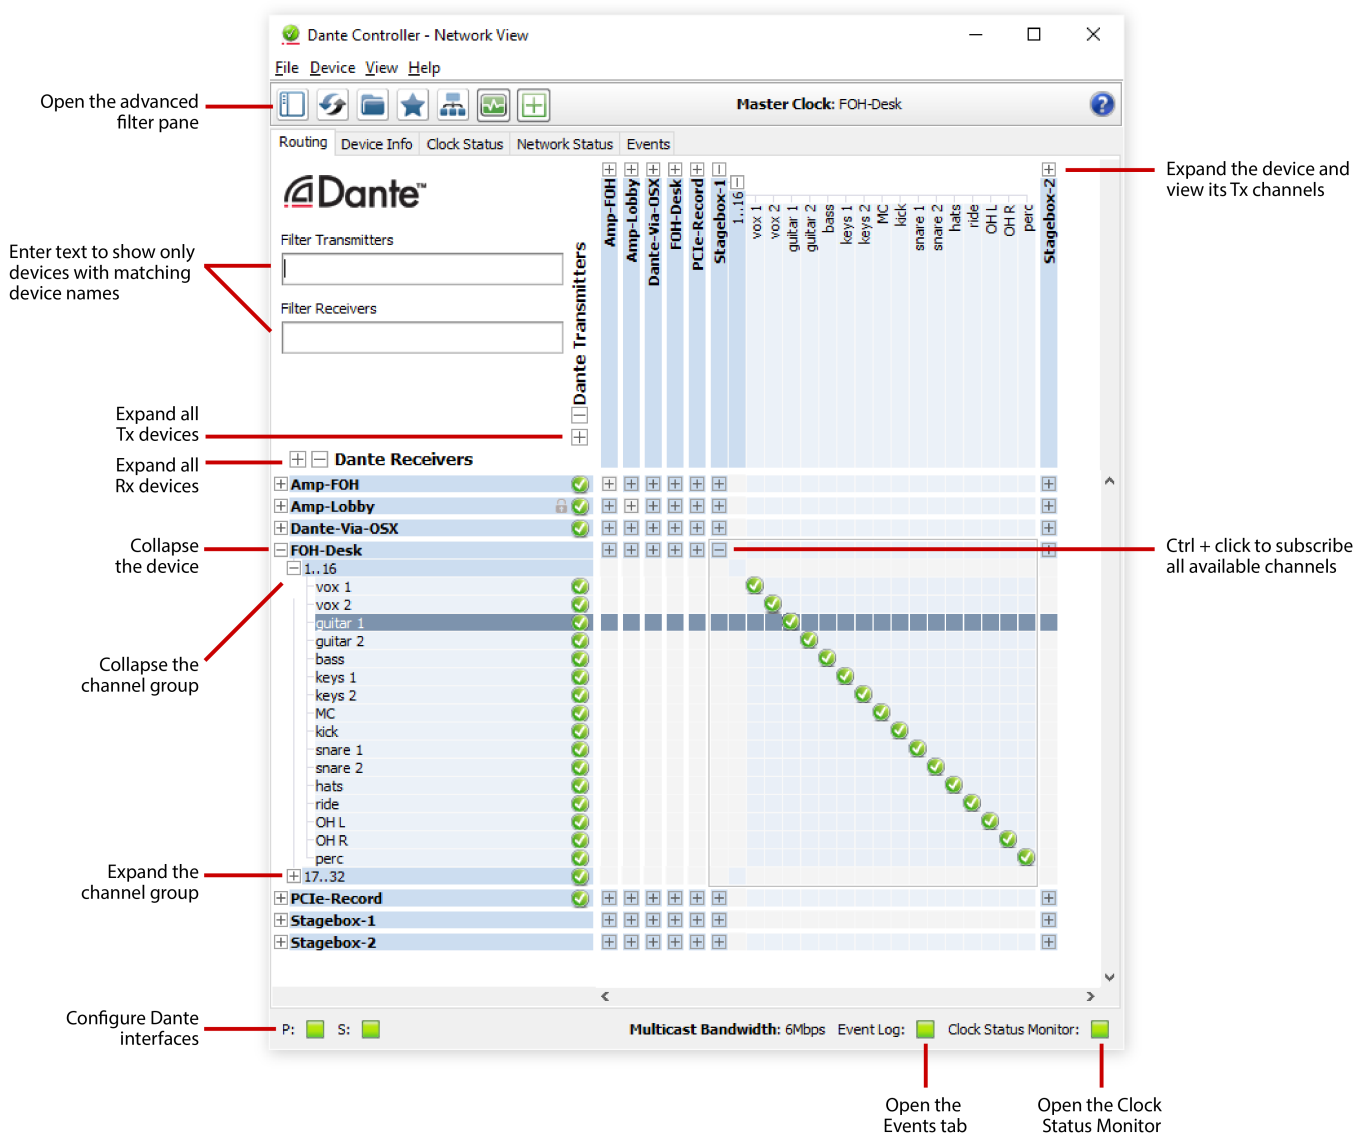 Dante Controller - Network View
File Device View Help
Open the advanced
filter pane
Master Clock: FOH-Desk
?
Routing Device Info Clock Status Network Status Events
Dante™
Expand the device and
view its Tx channels
Enter text to show only
devices with matching
device names
Filter Transmitters
Filter Receivers
Dante Transmitters
Amp-FOH
Amp-Lobby
Dante-Via-OSX
FOH-Desk
PCIe-Record
Stagebox-1
1..16
vox 1
vox 2
guitar 1
guitar 2
bass
keys 1
keys 2
MC
kick
snare 1
snare 2
hats
ride
OH L
OH R
perc
Stagebox-2
Expand all
Tx devices
Expand all
Rx devices
Dante Receivers
Amp-FOH
Amp-Lobby
Dante-Via-OSX
Collapse
the device
FOH-Desk
Ctrl + click to subscribe
all available channels
1..16
vox 1
vox 2
guitar 1
guitar 2
bass
keys 1
keys 2
MC
kick
snare 1
snare 2
hats
ride
OH L
OH R
perc
Collapse the
channel group
Expand the
channel group
17..32
PCIe-Record
Stagebox-1
Stagebox-2
Configure Dante
interfaces
P: S: Multicast Bandwidth: 6Mbps Event Log: Clock Status Monitor:
Open the
Events tab
Open the Clock
Status Monitor